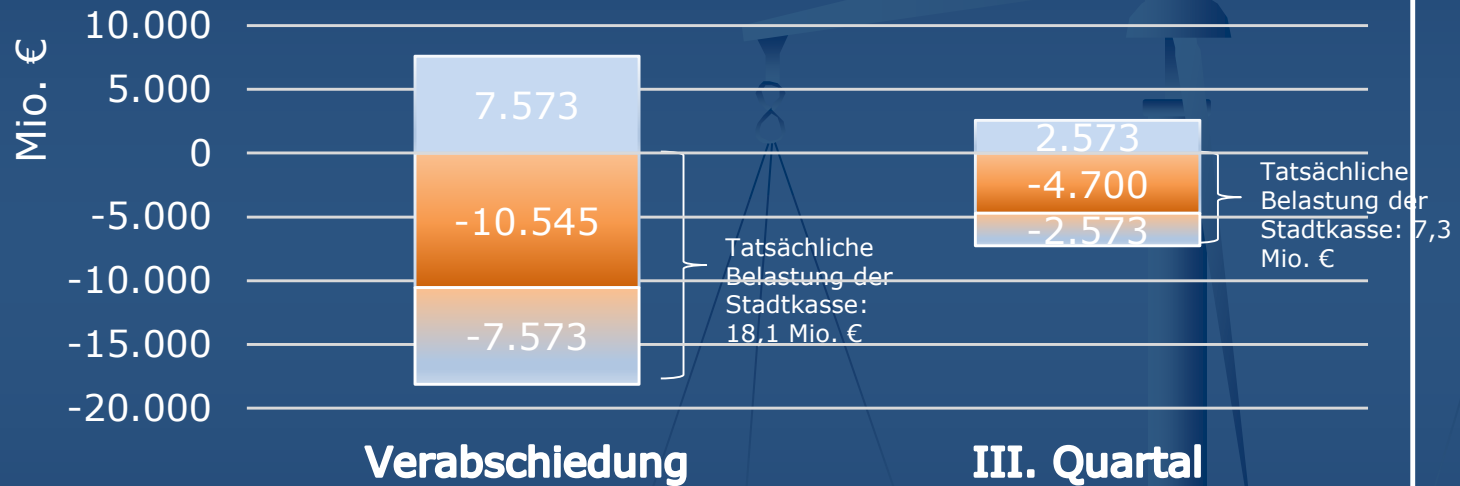 Mio. €
10.000
5.000
0
-5.000
-10.000
-15.000
-20.000
7.573
-10.545
-7.573
Tatsächliche
Belastung der
Stadtkasse:
18,1 Mio. €
2.573
-4.700
-2.573
Tatsächliche
Belastung der
Stadtkasse: 7,3
Mio. €
Verabschiedung
III. Quartal